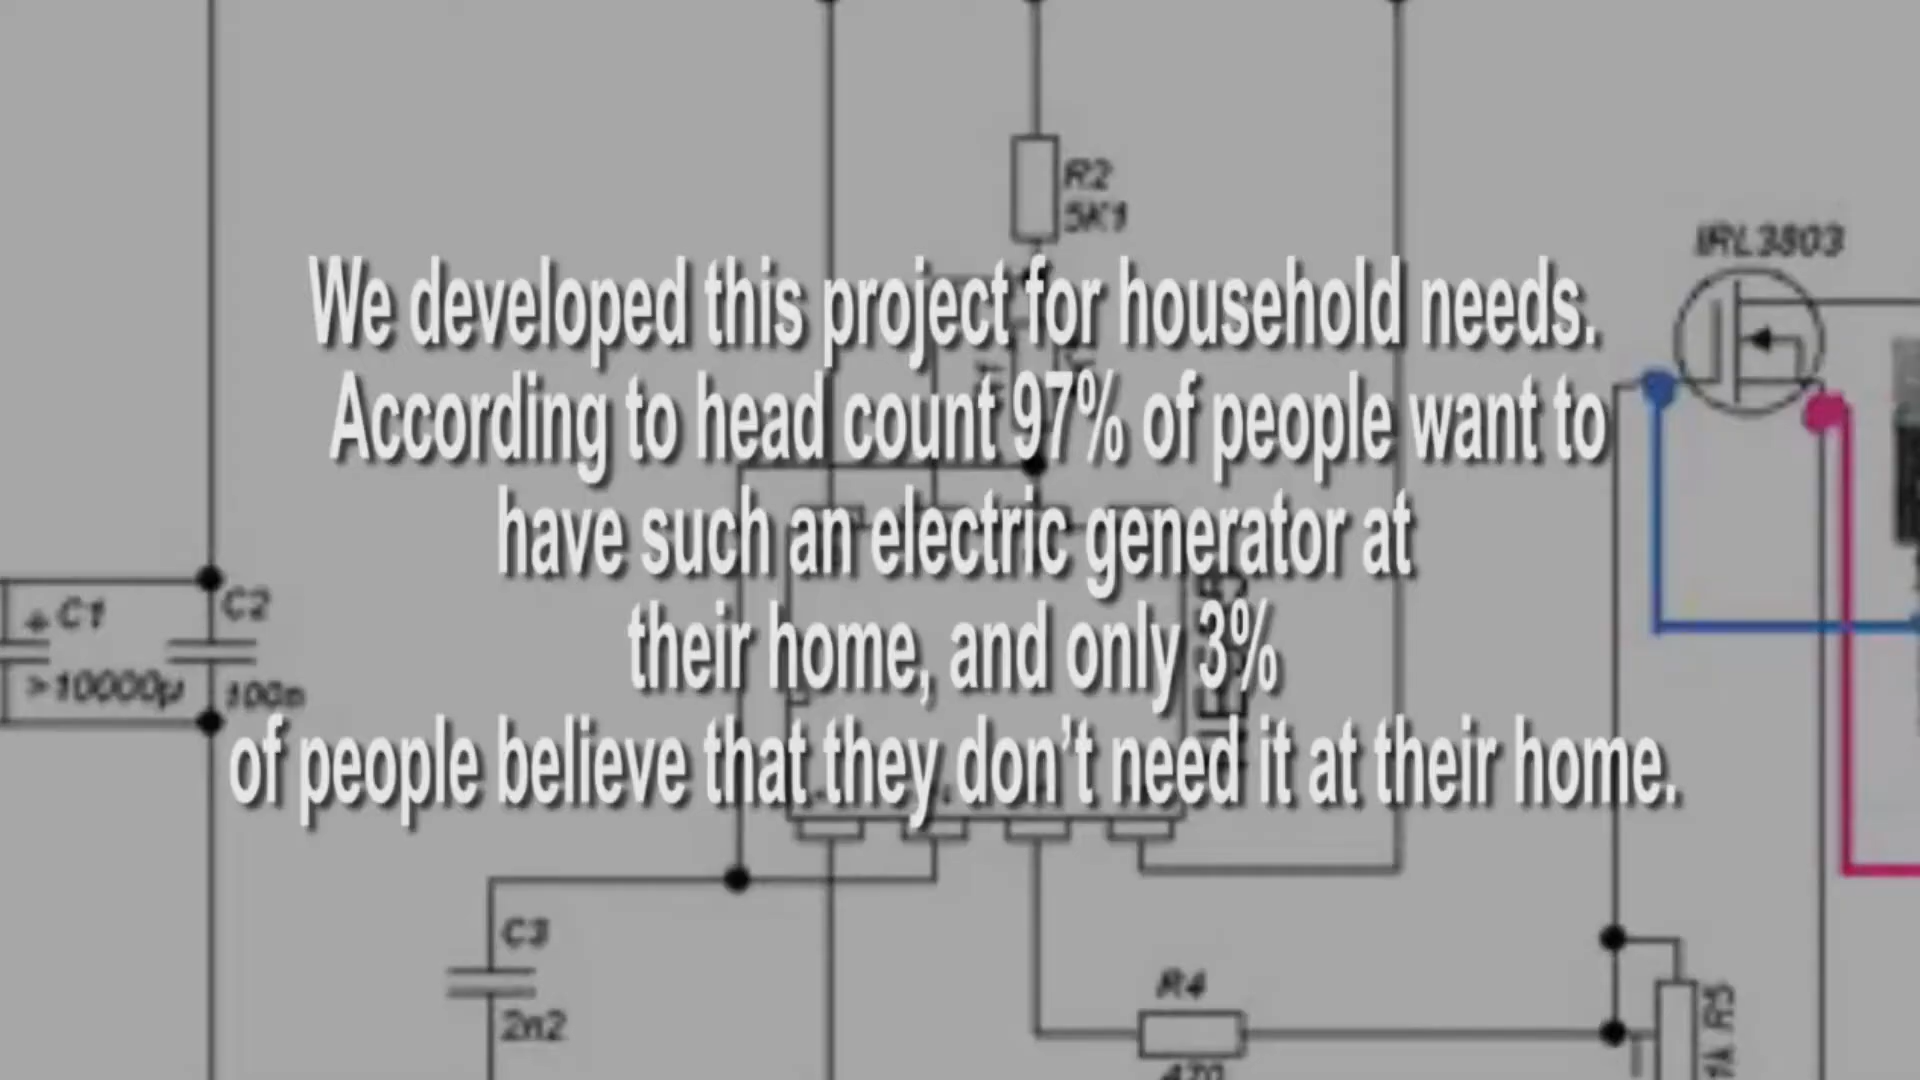 R2
5K1
IRL3803
We developed this project for household needs.
According to head count 97% of people want to
have such an electric generator at
their home, and only 3%
of people believe that they don't need it at their home.
+ C1
C2
>10000µ
100n
C3
2n2
R4
470
R5